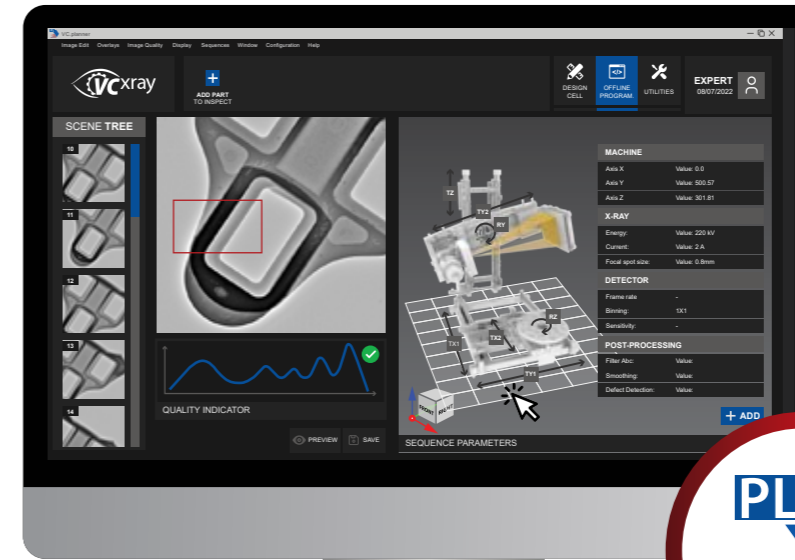 VC planner
Image Edit Overlays Image Quality Display Sequences Window Configuration Help
VCxray
ADD PART
TO INSPECT
DESIGN
CELL
OFFLINE
PROGRAM.
UTILITIES
EXPERT
08/07/2022
SCENE TREE
10
11
12
13
14
QUALITY INDICATOR
PREVIEW
SAVE
TZ
TY2
RY
RZ
TX1
TX2
TY1
FRONT
MACHINE
Axis X Value: 0.0
Axis Y Value: 500.57
Axis Z Value: 301.81
X-RAY
Energy: Value: 220 kV
Current: Value: 2 A
Focal spot size: Value: 0.8mm
DETECTOR
Frame rate -
Binning: 1X1
Sensitivity: -
POST-PROCESSING
Filter Abc: Value:
Smoothing: Value:
Defect Detection: Value:
+ ADD
SEQUENCE PARAMETERS
PL